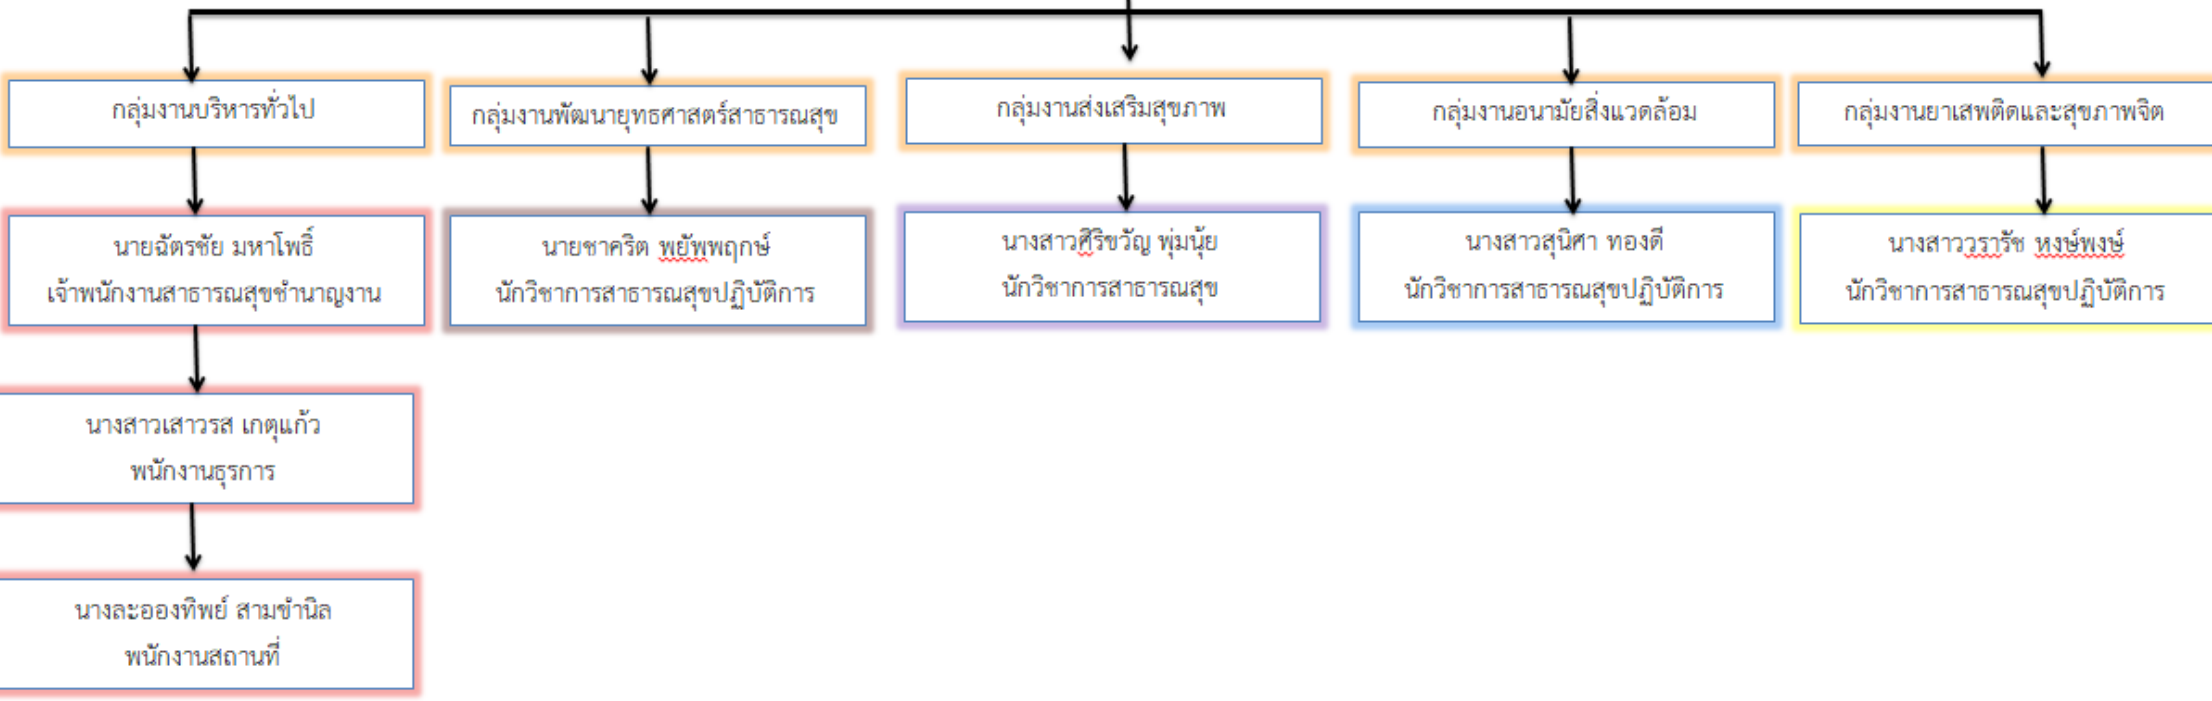 กลุ่มงานบริหารทั่วไป
กลุ่มงานพัฒนายุทธศาสตร์สาธารณสุข
กลุ่มงานส่งเสริมสุขภาพ
กลุ่มงานอนามัยสิ่งแวดล้อม
กลุ่มงานยาเสพติดและสุขภาพจิต
นายฉัตรชัย มหาโพธิ์
เจ้าพนักงานสาธารณสุขชำนาญงาน
นายชาคริต พยัพพฤกษ์
นักวิชาการสาธารณสุขปฏิบัติการ
นางสาวศิริขวัญ พุ่มนุ้ย
นักวิชาการสาธารณสุข
นางสาวสุนิศา ทองดี
นักวิชาการสาธารณสุขปฏิบัติการ
นางสาววรารัช หงษ์พงษ์
นักวิชาการสาธารณสุขปฏิบัติการ
นางสาวเสาวรส เกตุแก้ว
พนักงานธุรการ
นางละอองทิพย์ สามขำนิล
พนักงานสถานที่